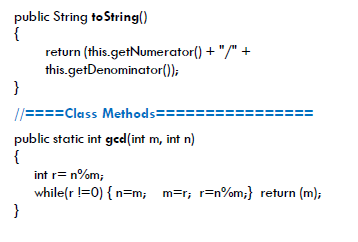 public String toString()
{
return (this.getNumerator() + "/" +
this.getDenominator());
}
//====Class Methods=================
public static int gcd(int m, int n)
{
int r= n%m;
while(r !=0) { n=m; m=r; r=n%m;} return (m);
}